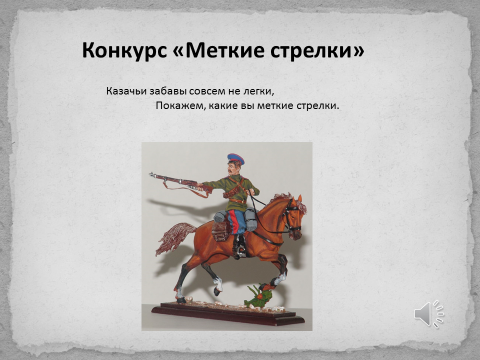 Конкурс «Меткие стрелки»
Казачьи забавы совсем не легки,
Покажем, какие вы меткие стрелки.